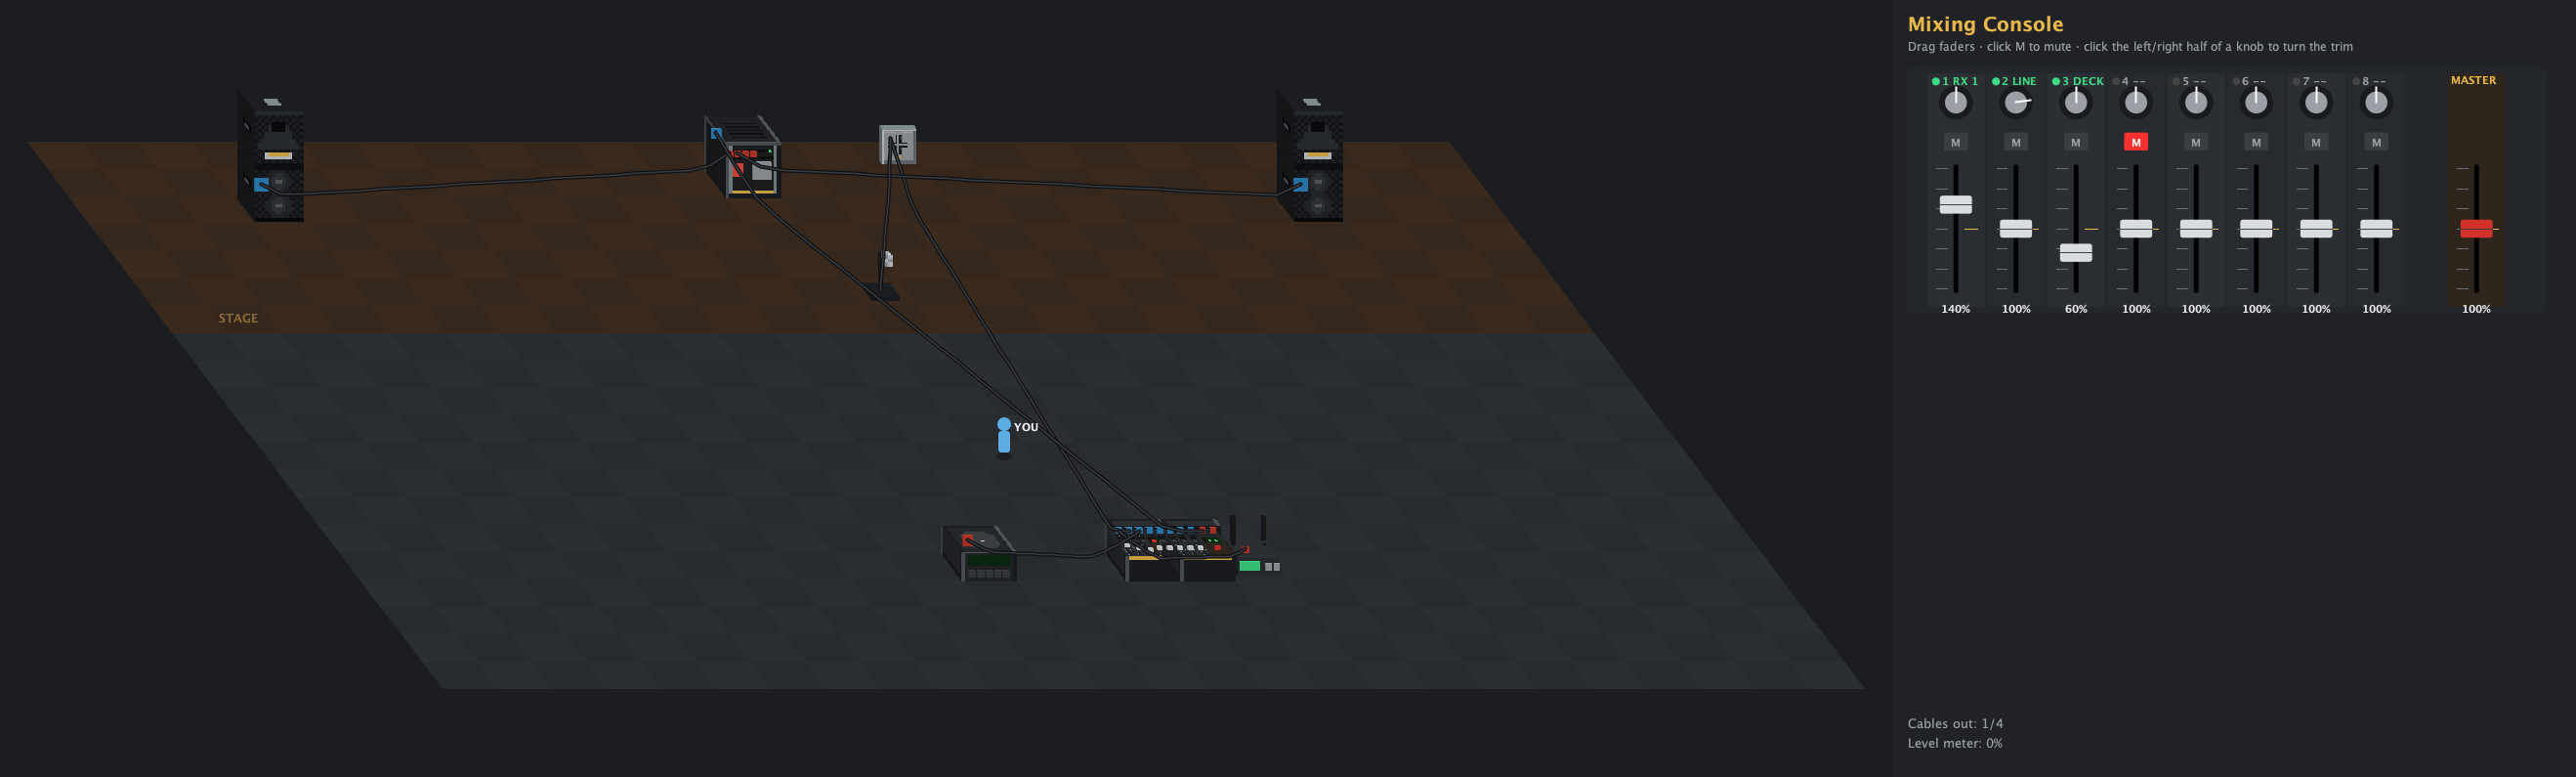 Mixing Console
Drag faders · click M to mute · click the left/right half of a knob to turn the trim
1 RX 1 2 LINE 3 DECK 4 -- 5 -- 6 -- 7 -- 8 -- MASTER
M M M M M M M M
140% 100% 60% 100% 100% 100% 100% 100% 100%
STAGE
YOU
Cables out: 1/4
Level meter: 0%